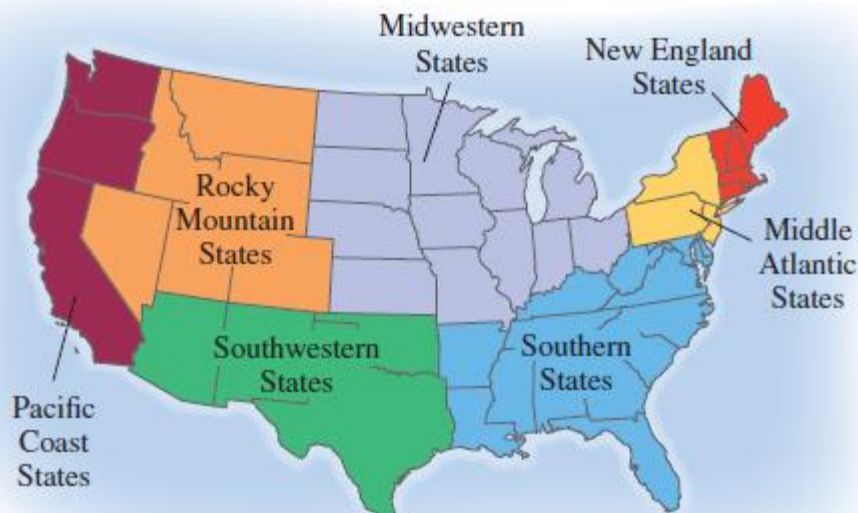 Midwestern
States
New England
States
Rocky
Mountain
States
Middle
Atlantic
States
Southwestern
States
Southern
States
Pacific
Coast
States